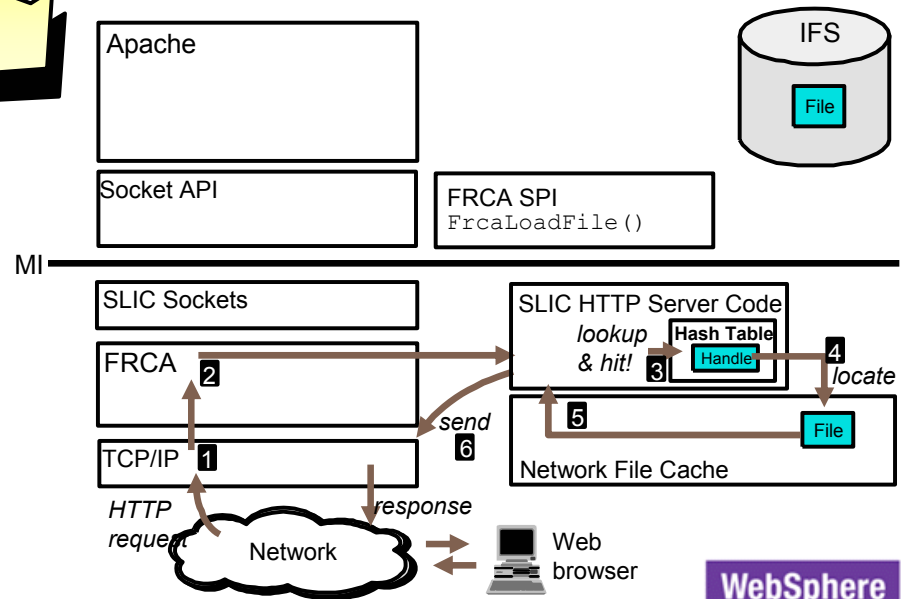 Apache
IFS
File
Socket API
FRCA SPI
FrcaLoadFile()
MI
SLIC Sockets
SLIC HTTP Server Code
lookup
& hit!
Hash Table
Handle
3
4
locate
FRCA
2
send
6
5
File
Network File Cache
TCP/IP
1
HTTP
request
response
Network
Web
browser
WebSphere